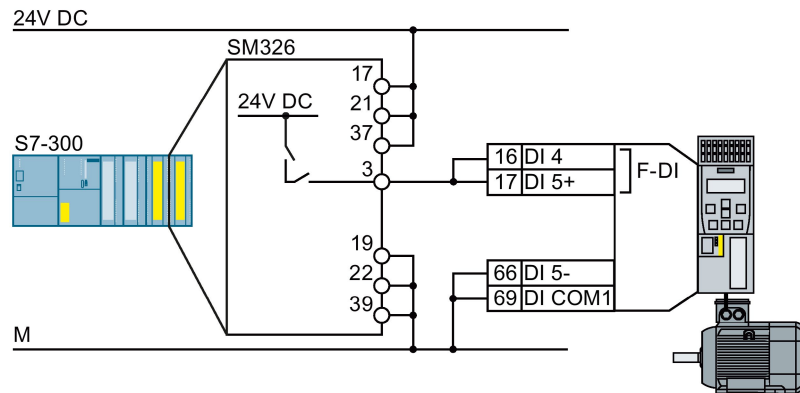 24V DC
SM326
17
21
24V DC
37
S7-300
3
16 DI 4
17 DI 5+
F-DI
19
22
39
66 DI 5-
69 DI COM1
M